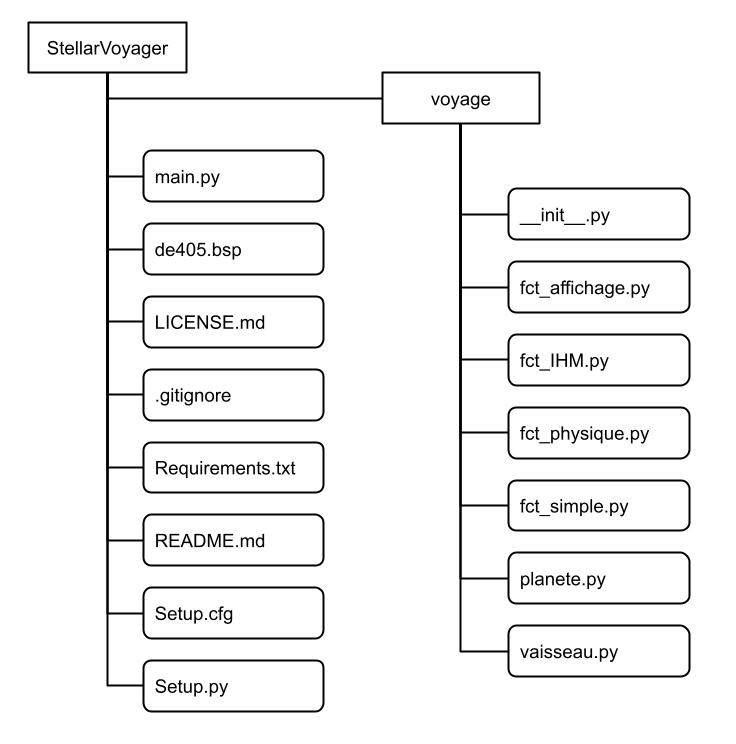 StellarVoyager
voyage
main.py
de405.bsp
LICENSE.md
.gitignore
Requirements.txt
README.md
Setup.cfg
Setup.py
__init__.py
fct_affichage.py
fct_IHM.py
fct_physique.py
fct_simple.py
planete.py
vaisseau.py